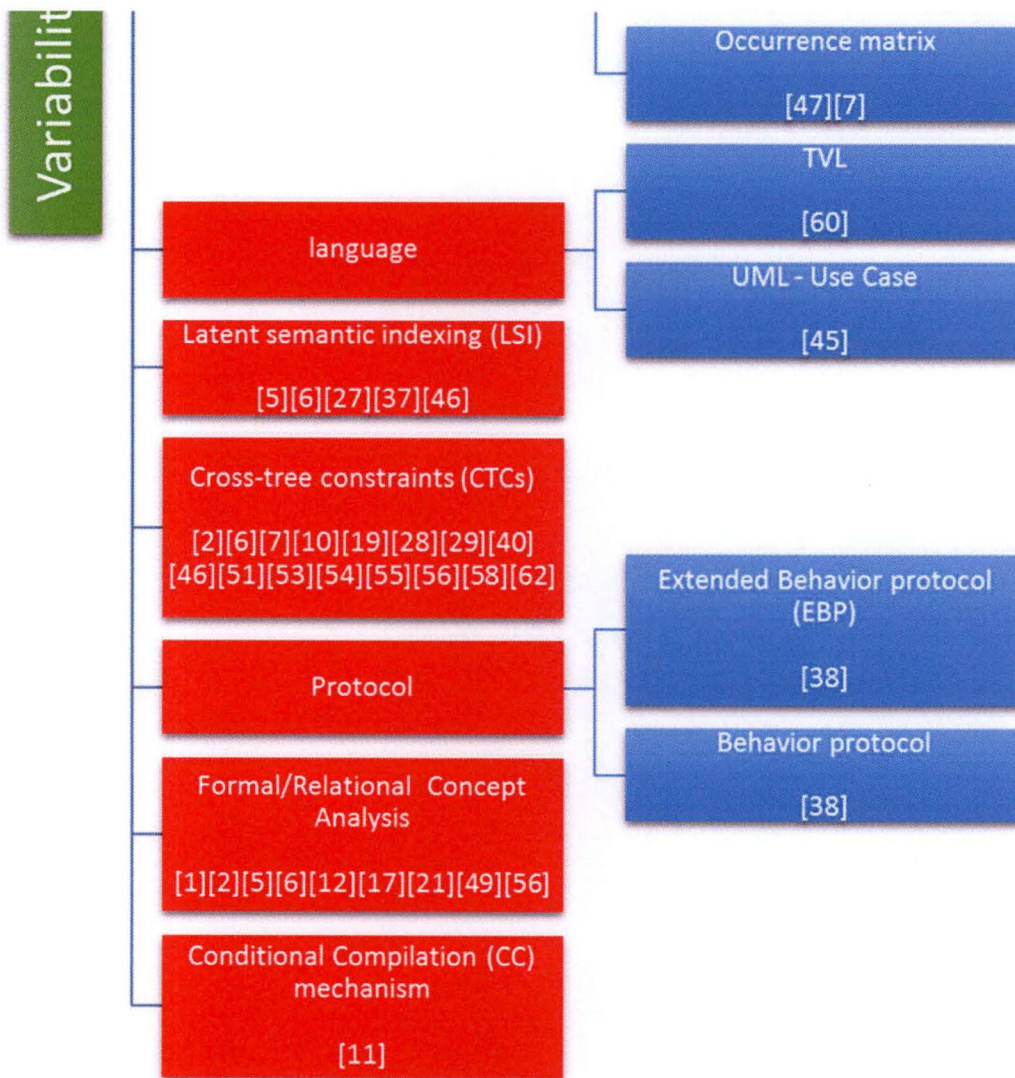 Variabilit
Occurrence matrix
[47][7]
TVL
[60]
UML - Use Case
[45]
language
Latent semantic indexing (LSI)
[5][6][27][37][46]
Cross-tree constraints (CTCs)
[2][6][7][10][19][28][29][40]
[46][51][53][54][55][56][58][62]
Protocol
Extended Behavior protocol
(EBP)
[38]
Behavior protocol
[38]
Formal/Relational Concept
Analysis
[1][2][5][6][12][17][21][49][56]
Conditional Compilation (CC)
mechanism
[11]